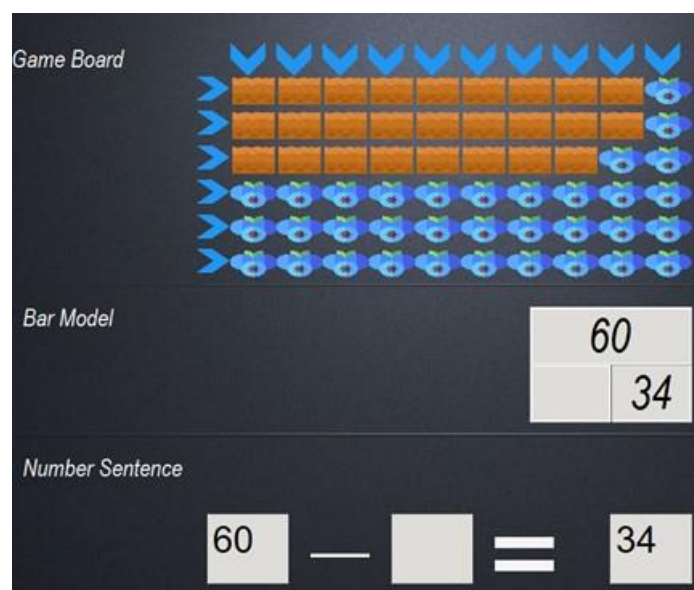 Game Board
Bar Model
60
34
Number Sentence
60 — = 34